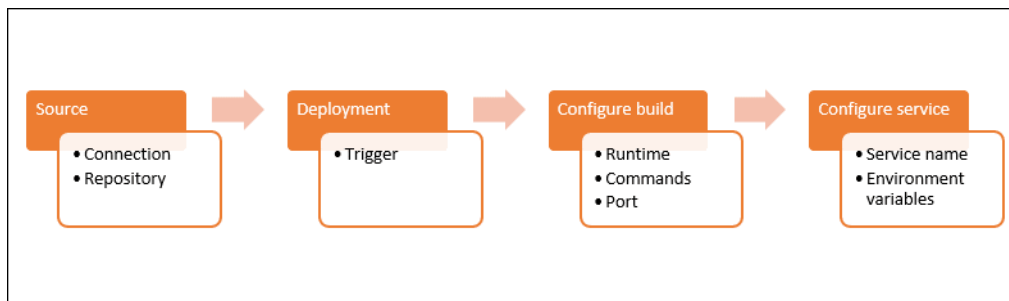 Source
• Connection
• Repository
Deployment
• Trigger
Configure build
• Runtime
• Commands
• Port
Configure service
• Service name
• Environment
variables